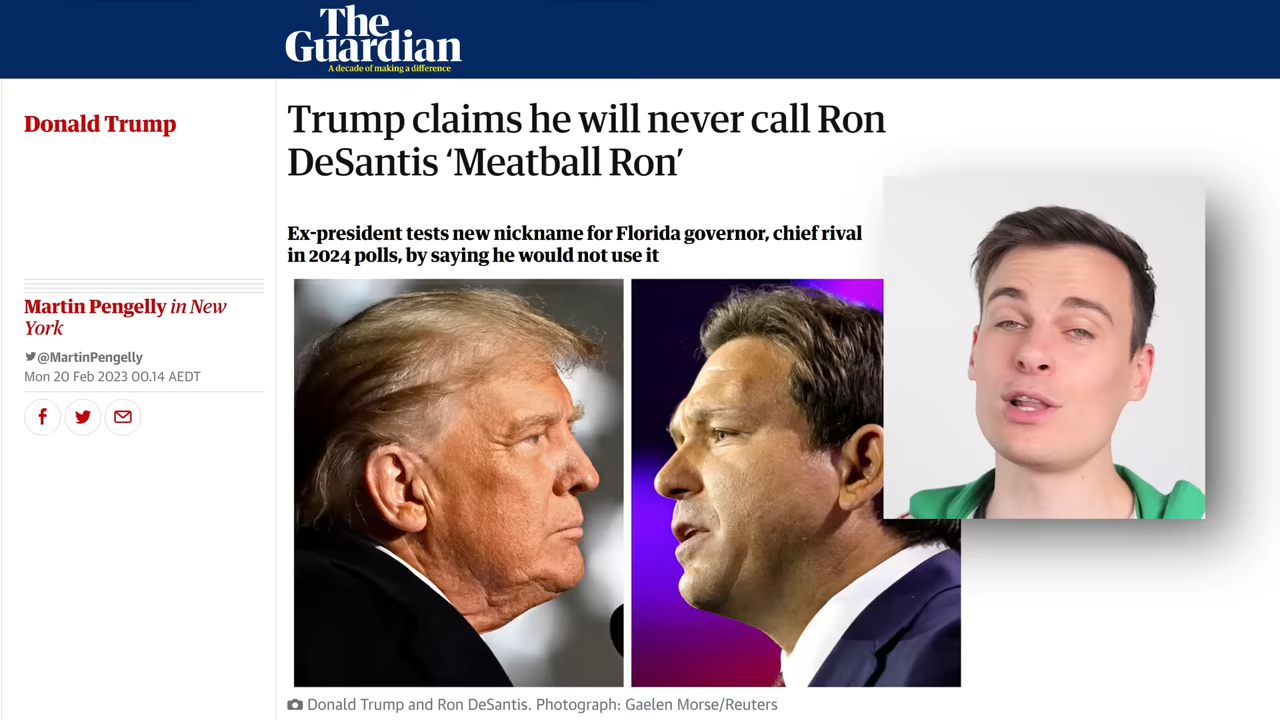 The
Guardian
A decade of making a difference
Donald Trump
Trump claims he will never call Ron
DeSantis ‘Meatball Ron’
Ex-president tests new nickname for Florida governor, chief rival
in 2024 polls, by saying he would not use it
Martin Pengelly in New
York
@MartinPengelly
Mon 20 Feb 2023 00.14 AEDT
Donald Trump and Ron DeSantis. Photograph: Gaelen Morse/Reuters